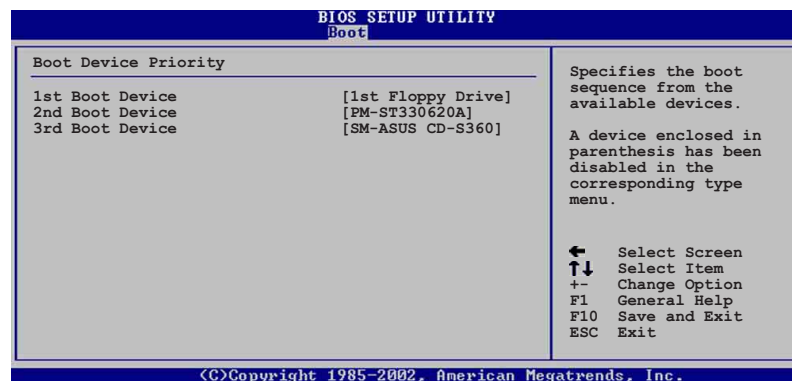 BIOS SETUP UTILITY
Boot
Boot Device Priority
1st Boot Device [1st Floppy Drive]
2nd Boot Device [PM-ST330620A]
3rd Boot Device [SM-ASUS CD-S360]
Specifies the boot
sequence from the
available devices.
A device enclosed in
parenthesis has been
disabled in the
corresponding type
menu.
← Select Screen
↑↓ Select Item
+- Change Option
F1 General Help
F10 Save and Exit
ESC Exit
(C)Copyright 1985-2002, American Megatrends, Inc.